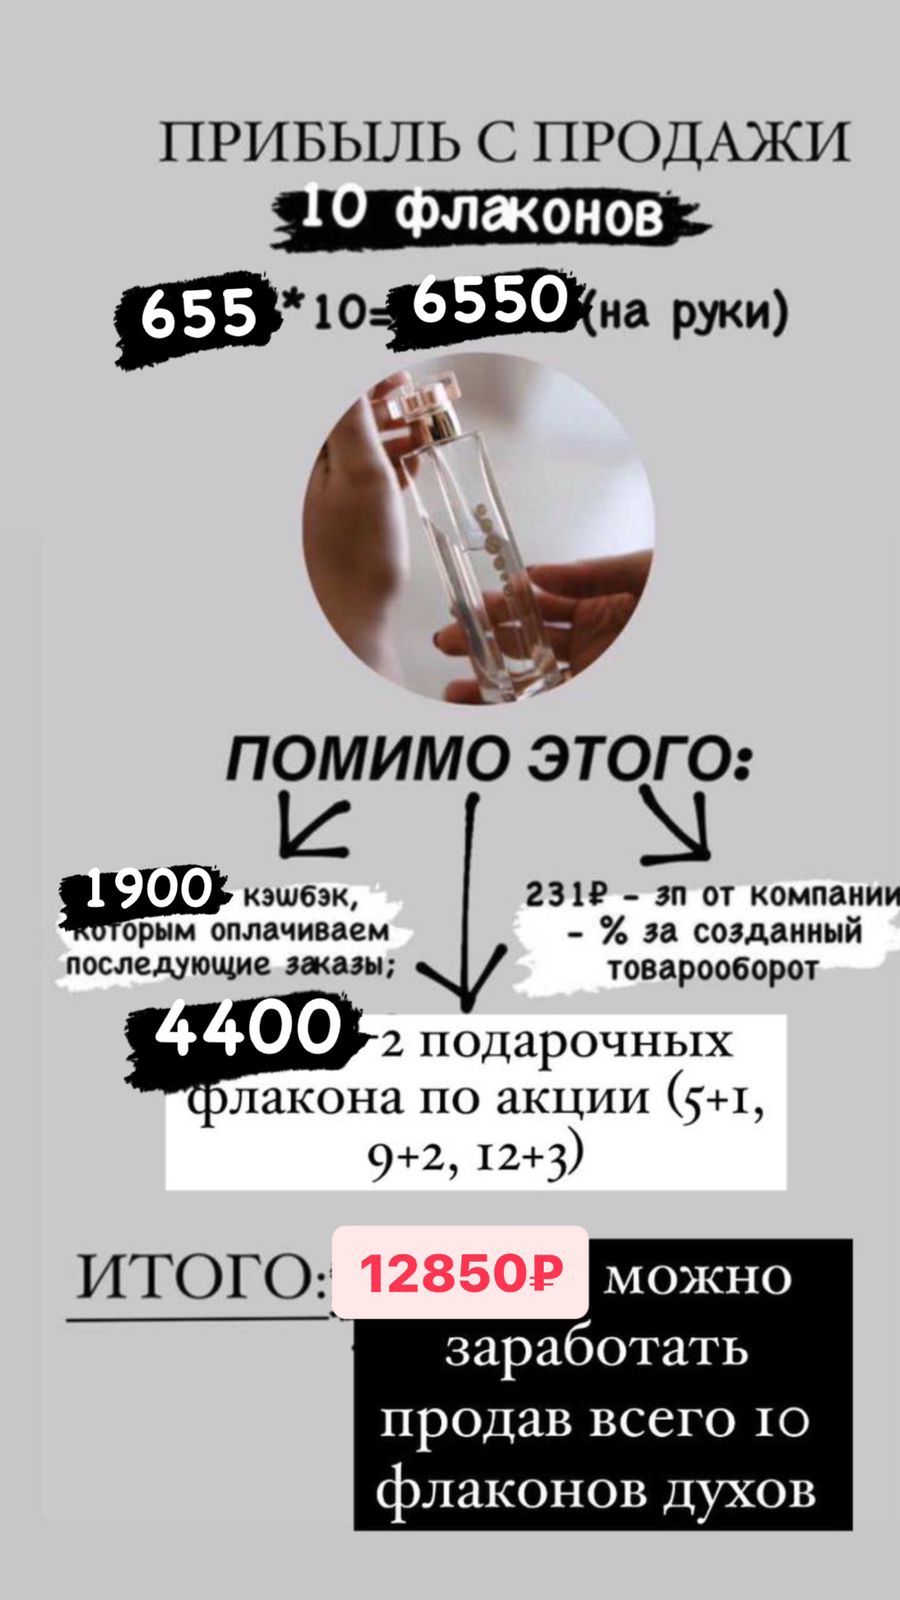 ПРИБЫЛЬ С ПРОДАЖИ
10 флаконов
655*10=6550(на руки)
ПОМИМО ЭТОГО:
1900 кэшбэк,
которым оплачиваем
последующие заказы;
231₽ - зп от компании
- % за созданный
товарооборот
4400-2 подарочных
флакона по акции (5+1,
9+2, 12+3)
ИТОГО: 12850₽ можно
заработать
продав всего 10
флаконов духов